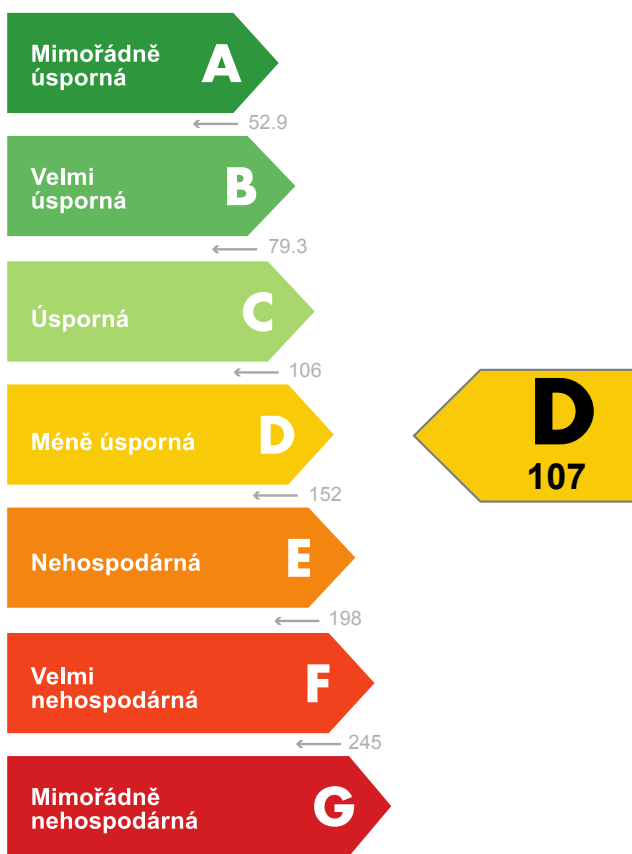 Mimořádně
úsporná
A
52.9
Velmi
úsporná
B
79.3
Úsporná
C
106
Méně úsporná
D
152
D
107
Nehospodárná
E
198
Velmi
nehospodárná
F
245
Mimořádně
nehospodárná
G